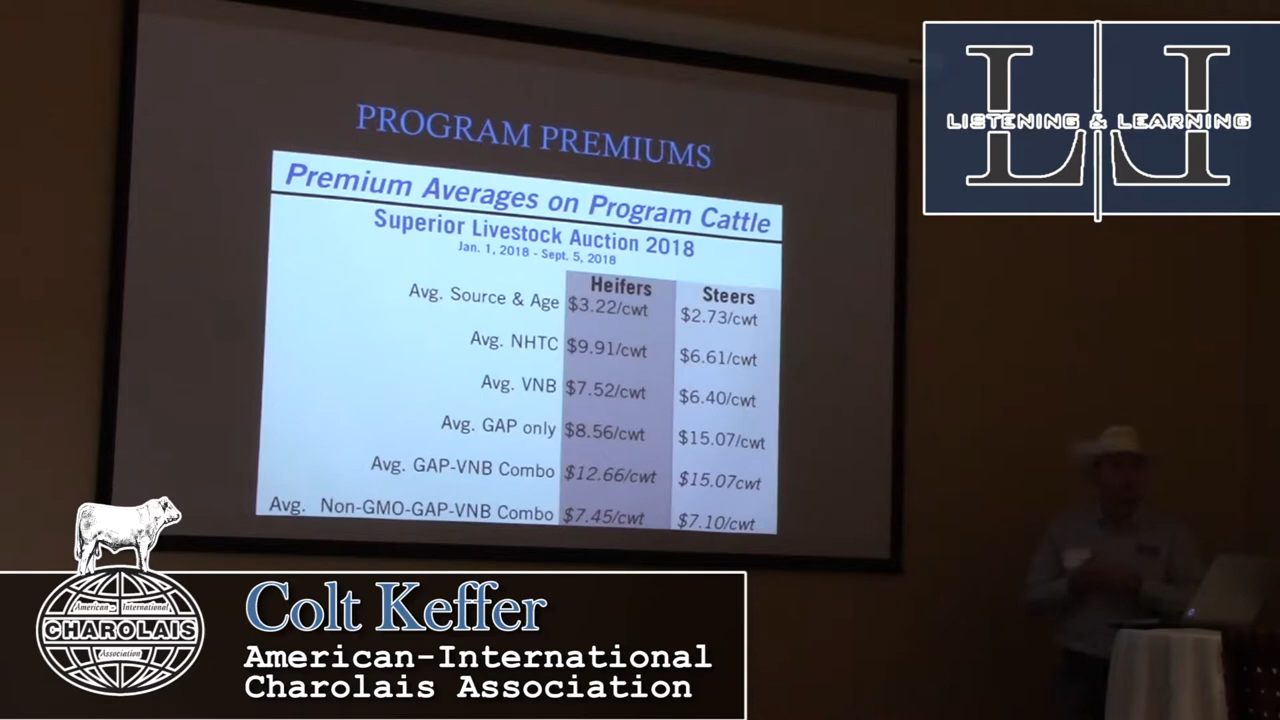 LISTENING & LEARNING
PROGRAM PREMIUMS
Premium Averages on Program Cattle
Superior Livestock Auction 2018
Jan. 1, 2018 - Sept. 5, 2018
Heifers Steers
Avg. Source & Age $3.22/cwt $2.73/cwt
Avg. NHTC $9.91/cwt $6.61/cwt
Avg. VNB $7.52/cwt $6.40/cwt
Avg. GAP only $8.56/cwt $15.07/cwt
Avg. GAP-VNB Combo $12.66/cwt $15.07cwt
Avg. Non-GMO-GAP-VNB Combo $7.45/cwt $7.10/cwt
American - International
CHAROLAIS
Association
Colt Keffer
American-International
Charolais Association